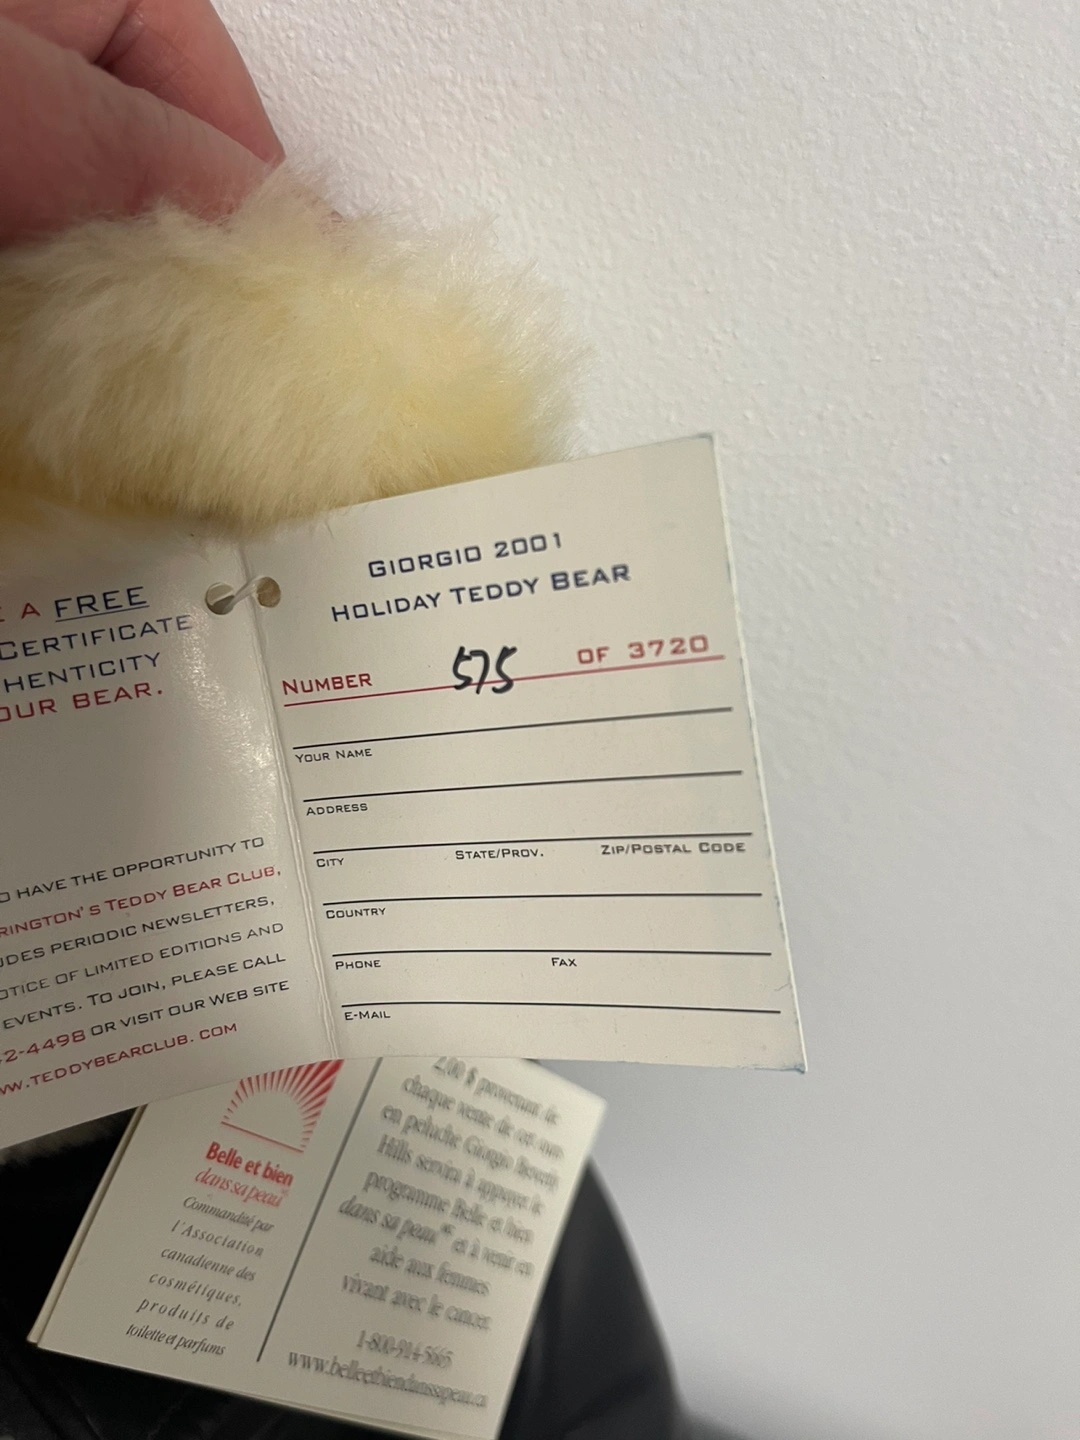 A FREE
CERTIFICATE
HENTICITY
OUR BEAR.
HAVE THE OPPORTUNITY TO
RINGTON'S TEDDY BEAR CLUB,
UDES PERIODIC NEWSLETTERS,
OTICE OF LIMITED EDITIONS AND
EVENTS. TO JOIN, PLEASE CALL
2-4498 OR VISIT OUR WEB SITE
WW.TEDDYBEARCLUB.COM
GIORGIO 2001
HOLIDAY TEDDY BEAR
NUMBER 575 OF 3720
YOUR NAME
ADDRESS
CITY STATE/PROV. ZIP/POSTAL CODE
COUNTRY
PHONE FAX
E-MAIL
Belle et bien
dans sa peau
Commandité par
l'Association
canadienne des
cosmétiques,
produits de
toilette et parfums
2,00 $ provenant de
chaque vente de cet ours
en peluche Giorgio Beverly
Hills servira à appuyer le
programme Belle et bien
dans sa peau et à venir en
aide aux femmes
vivant avec le cancer.
1-800-914-5665
www.belleetbiendanssapeau.ca